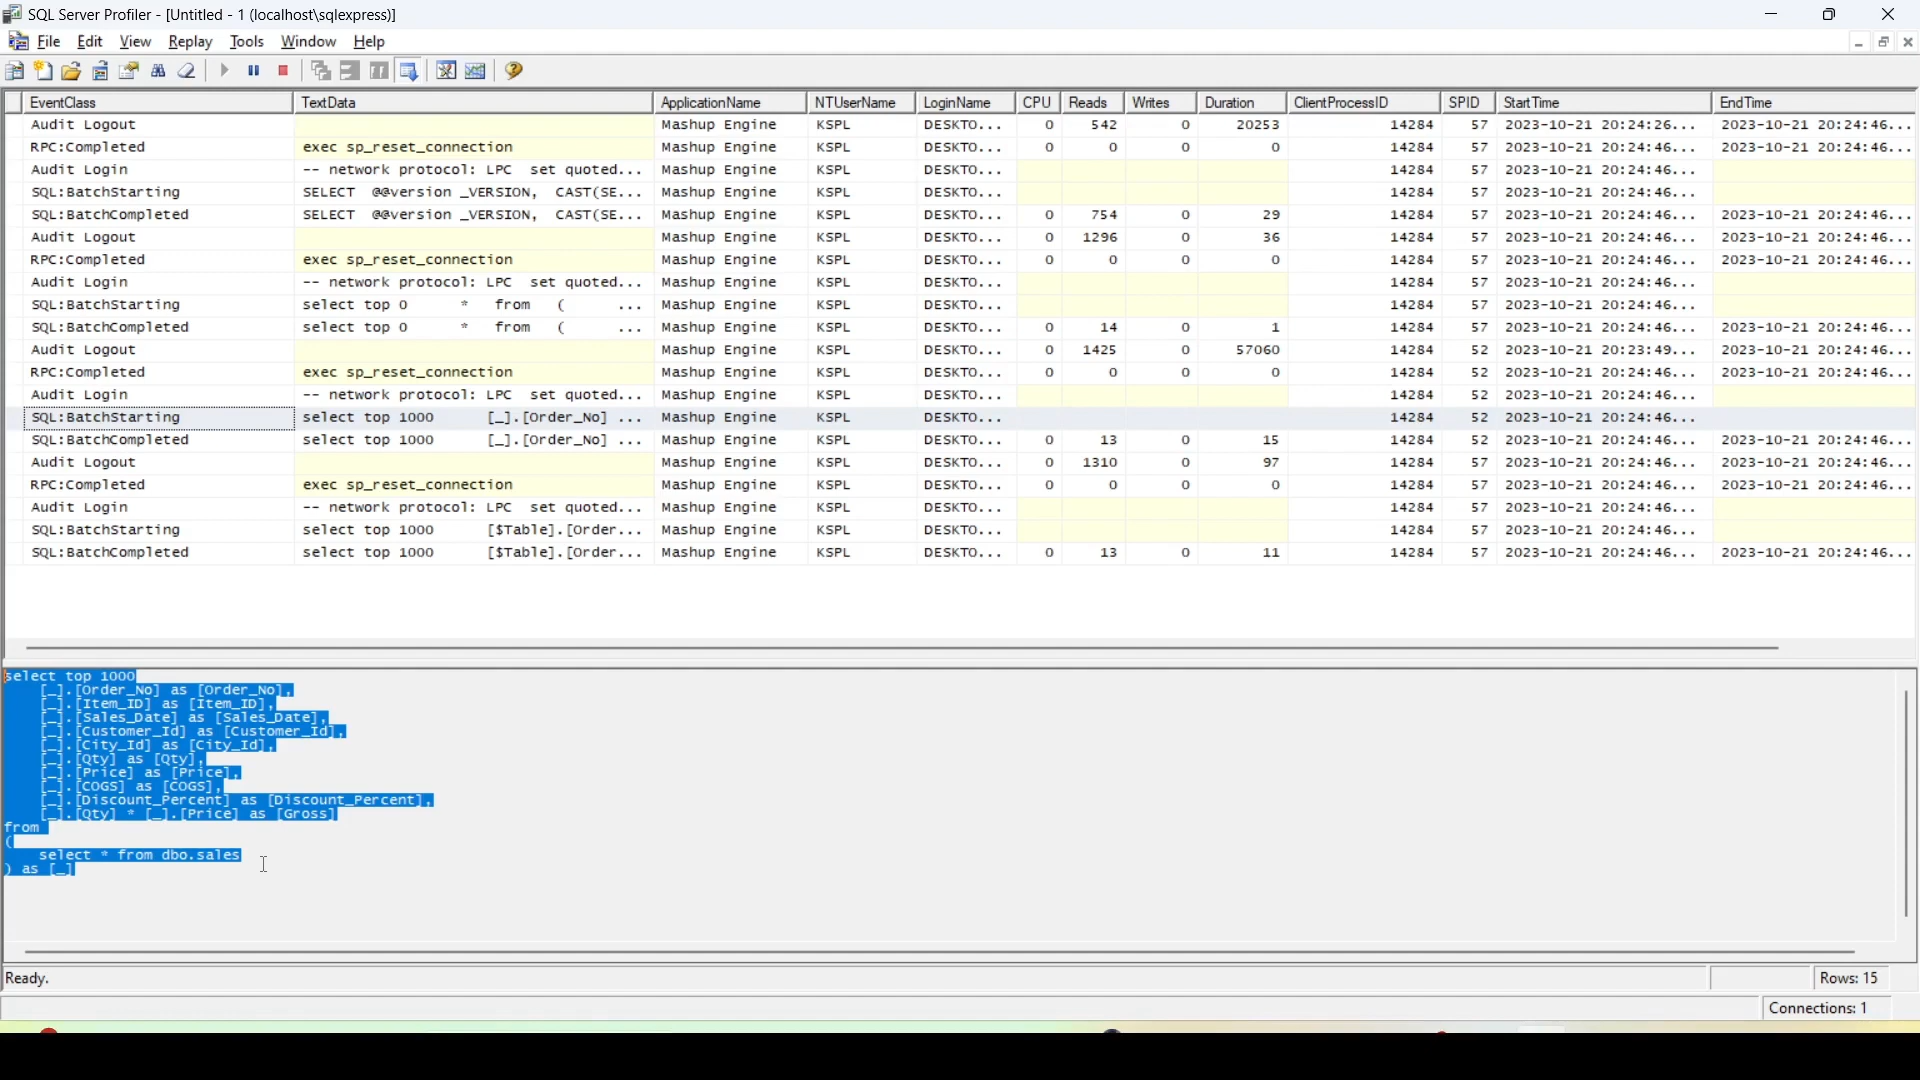 SQL Server Profiler - [Untitled - 1 (localhost\sqlexpress)]
File Edit View Replay Tools Window Help
EventClass TextData ApplicationName NTUserName LoginName CPU Reads Writes Duration ClientProcessID SPID StartTime EndTime
Audit Logout Mashup Engine KSPL DESKTO... 0 542 0 20253 14284 57 2023-10-21 20:24:26... 2023-10-21 20:24:46...
RPC:Completed exec sp_reset_connection Mashup Engine KSPL DESKTO... 0 0 0 0 14284 57 2023-10-21 20:24:46... 2023-10-21 20:24:46...
Audit Login -- network protocol: LPC set quoted... Mashup Engine KSPL DESKTO... 14284 57 2023-10-21 20:24:46...
SQL:BatchStarting SELECT @@version _VERSION, CAST(SE... Mashup Engine KSPL DESKTO... 14284 57 2023-10-21 20:24:46...
SQL:BatchCompleted SELECT @@version _VERSION, CAST(SE... Mashup Engine KSPL DESKTO... 0 754 0 29 14284 57 2023-10-21 20:24:46... 2023-10-21 20:24:46...
Audit Logout Mashup Engine KSPL DESKTO... 0 1296 0 36 14284 57 2023-10-21 20:24:46... 2023-10-21 20:24:46...
RPC:Completed exec sp_reset_connection Mashup Engine KSPL DESKTO... 0 0 0 0 14284 57 2023-10-21 20:24:46... 2023-10-21 20:24:46...
Audit Login -- network protocol: LPC set quoted... Mashup Engine KSPL DESKTO... 14284 57 2023-10-21 20:24:46...
SQL:BatchStarting select top 0 * from ( ... Mashup Engine KSPL DESKTO... 14284 57 2023-10-21 20:24:46...
SQL:BatchCompleted select top 0 * from ( ... Mashup Engine KSPL DESKTO... 0 14 0 1 14284 57 2023-10-21 20:24:46... 2023-10-21 20:24:46...
Audit Logout Mashup Engine KSPL DESKTO... 0 1425 0 57060 14284 52 2023-10-21 20:23:49... 2023-10-21 20:24:46...
RPC:Completed exec sp_reset_connection Mashup Engine KSPL DESKTO... 0 0 0 0 14284 52 2023-10-21 20:24:46... 2023-10-21 20:24:46...
Audit Login -- network protocol: LPC set quoted... Mashup Engine KSPL DESKTO... 14284 52 2023-10-21 20:24:46...
SQL:BatchStarting select top 1000 [_].[Order_No] ... Mashup Engine KSPL DESKTO... 14284 52 2023-10-21 20:24:46...
SQL:BatchCompleted select top 1000 [_].[Order_No] ... Mashup Engine KSPL DESKTO... 0 13 0 15 14284 52 2023-10-21 20:24:46... 2023-10-21 20:24:46...
Audit Logout Mashup Engine KSPL DESKTO... 0 1310 0 97 14284 57 2023-10-21 20:24:46... 2023-10-21 20:24:46...
RPC:Completed exec sp_reset_connection Mashup Engine KSPL DESKTO... 0 0 0 0 14284 57 2023-10-21 20:24:46... 2023-10-21 20:24:46...
Audit Login -- network protocol: LPC set quoted... Mashup Engine KSPL DESKTO... 14284 57 2023-10-21 20:24:46...
SQL:BatchStarting select top 1000 [$Table].[Order... Mashup Engine KSPL DESKTO... 14284 57 2023-10-21 20:24:46...
SQL:BatchCompleted select top 1000 [$Table].[Order... Mashup Engine KSPL DESKTO... 0 13 0 11 14284 57 2023-10-21 20:24:46... 2023-10-21 20:24:46...
select top 1000
[_].[Order_No] as [Order_No],
[_].[Item_ID] as [Item_ID],
[_].[Sales_Date] as [Sales_Date],
[_].[Customer_Id] as [Customer_Id],
[_].[City_Id] as [City_Id],
[_].[Qty] as [Qty],
[_].[Price] as [Price],
[_].[COGS] as [COGS],
[_].[Discount_Percent] as [Discount_Percent],
[_].[Qty] * [_].[Price] as [Gross]
from
(
select * from dbo.sales
) as [_]
Ready.
Rows: 15
Connections: 1